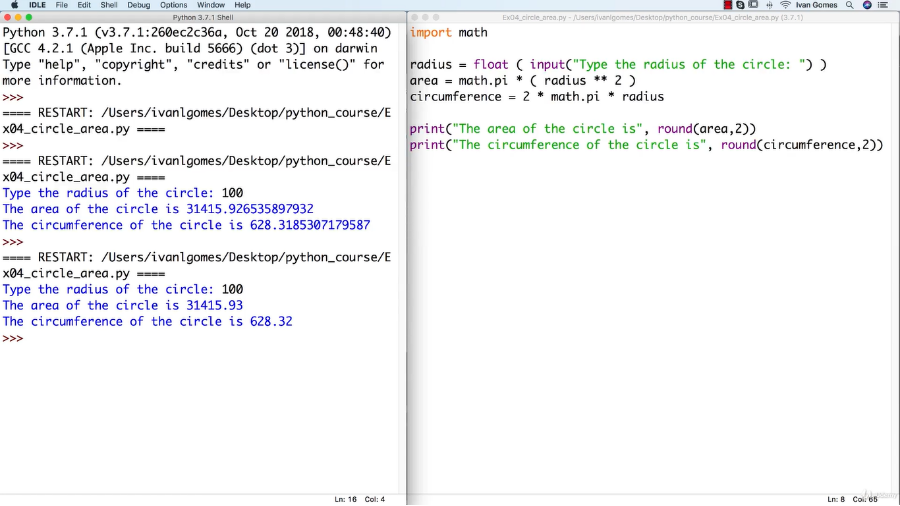 IDLE File Edit Shell Debug Options Window Help Ivan Gomes
Python 3.7.1 Shell
Python 3.7.1 (v3.7.1:260ec2c36a, Oct 20 2018, 00:48:40)
[GCC 4.2.1 (Apple Inc. build 5666) (dot 3)] on darwin
Type "help", "copyright", "credits" or "license()" for
more information.
>>>
==== RESTART: /Users/ivanlgomes/Desktop/python_course/E
x04_circle_area.py ====
>>>
==== RESTART: /Users/ivanlgomes/Desktop/python_course/E
x04_circle_area.py ====
Type the radius of the circle: 100
The area of the circle is 31415.926535897932
The circumference of the circle is 628.3185307179587
>>>
==== RESTART: /Users/ivanlgomes/Desktop/python_course/E
x04_circle_area.py ====
Type the radius of the circle: 100
The area of the circle is 31415.93
The circumference of the circle is 628.32
>>>
Ln: 16 Col: 4
Ex04_circle_area.py - /Users/ivanlgomes/Desktop/python_course/Ex04_circle_area.py (3.7.1)
import math
radius = float ( input("Type the radius of the circle: ") )
area = math.pi * ( radius ** 2 )
circumference = 2 * math.pi * radius
print("The area of the circle is", round(area,2))
print("The circumference of the circle is", round(circumference,2))
Ln: 8 Col: 65
Udemy